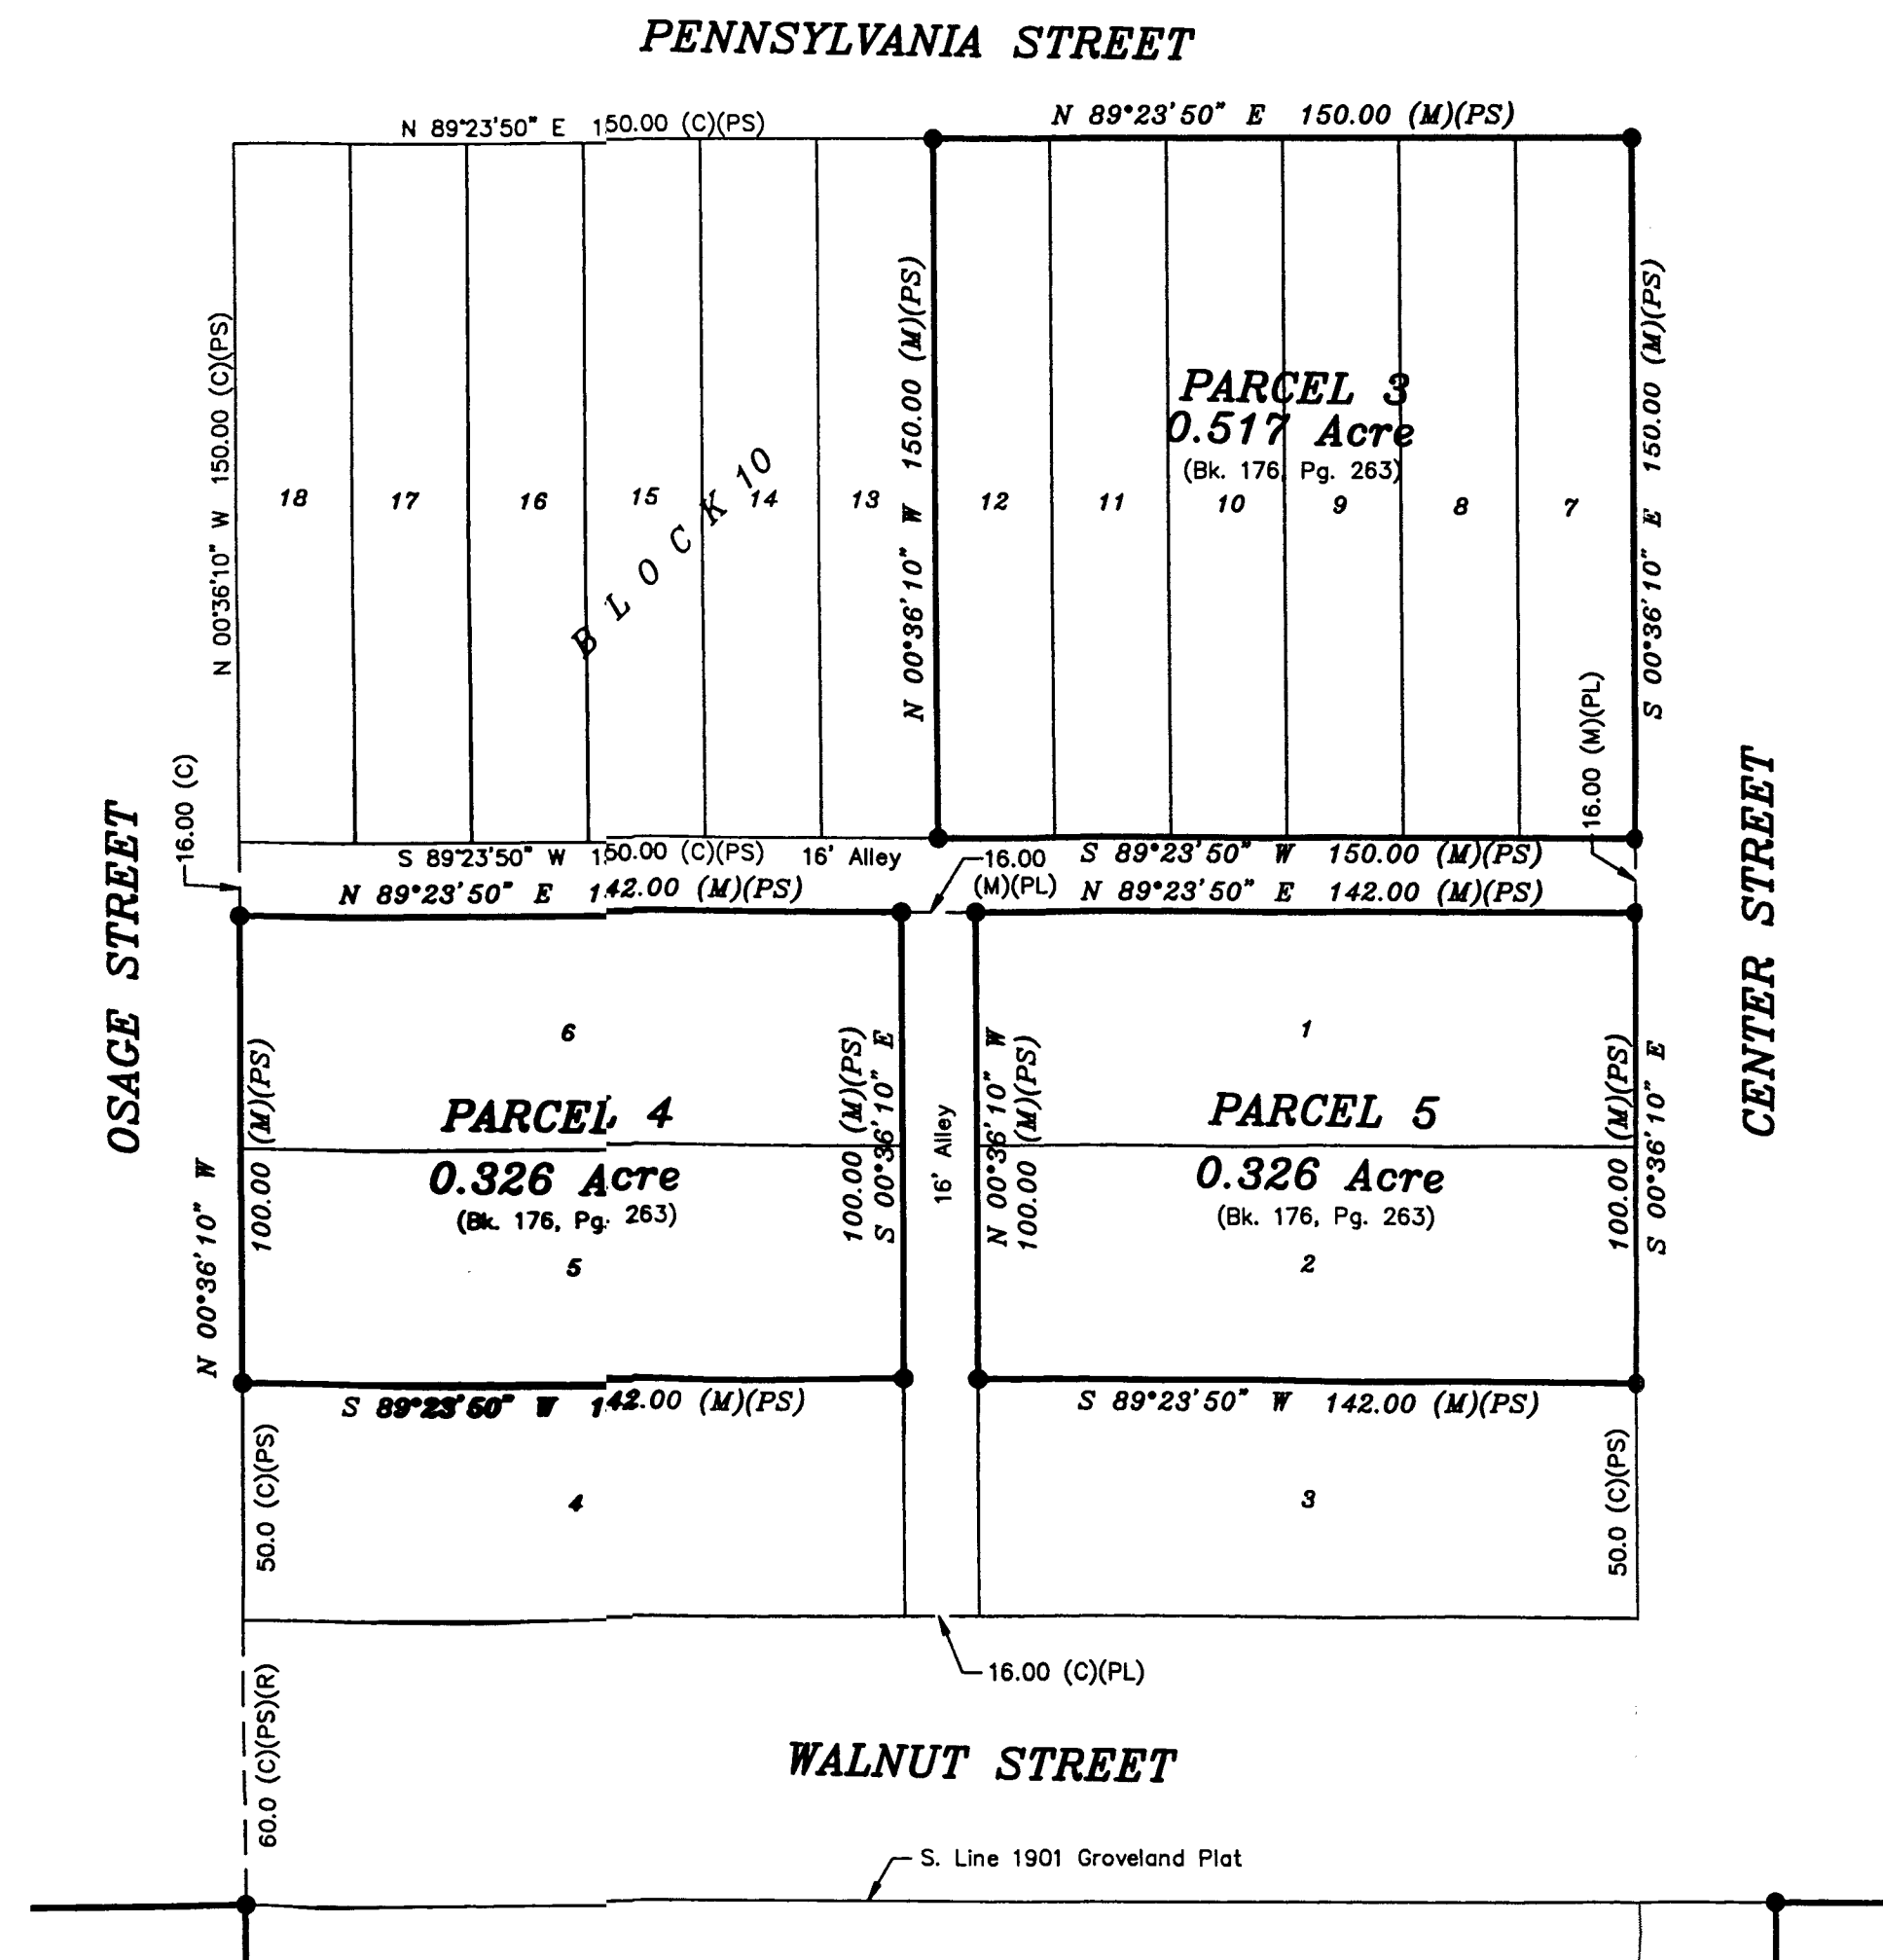 PENNSYLVANIA STREET
N 89°23'50" E 150.00 (C)(PS)
N 89°23'50" E 150.00 (M)(PS)
N 00°36'10" W 150.00 (C)(PS)
N 00°36'10" W 150.00 (M)(PS)
S 00°36'10" E 150.00 (M)(PS)
PARCEL 3
0.517 Acre
(Bk. 176, Pg. 263)
18 17 16 15 14 13 12 11 10 9 8 7
BLOCK 10
16.00 (C)
16.00 (M)(PL)
OSAGE STREET
CENTER STREET
S 89°23'50" W 150.00 (C)(PS)
16' Alley
16.00
(M)(PL)
S 89°23'50" W 150.00 (M)(PS)
N 89°23'50" E 142.00 (M)(PS)
N 89°23'50" E 142.00 (M)(PS)
6
1
N 00°36'10" W
100.00 (M)(PS)
PARCEL 4
0.326 Acre
(Bk. 176, Pg. 263)
5
100.00 (M)(PS)
S 00°36'10" E
16' Alley
N 00°36'10" W
100.00 (M)(PS)
PARCEL 5
0.326 Acre
(Bk. 176, Pg. 263)
2
100.00 (M)(PS)
S 00°36'10" E
S 89°23'50" W 142.00 (M)(PS)
S 89°23'50" W 142.00 (M)(PS)
50.0 (C)(PS)
4
3
50.0 (C)(PS)
16.00 (C)(PL)
60.0 (C)(PS)(R)
WALNUT STREET
S. Line 1901 Groveland Plat